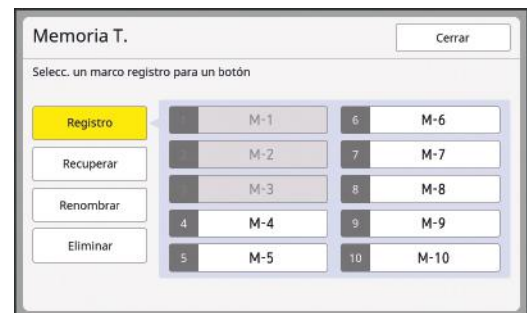 Memoria T.
Cerrar
Selecc. un marco registro para un botón
Registro
Recuperar
Renombrar
Eliminar
M-1
M-2
M-3
4 M-4
5 M-5
6 M-6
7 M-7
8 M-8
9 M-9
10 M-10